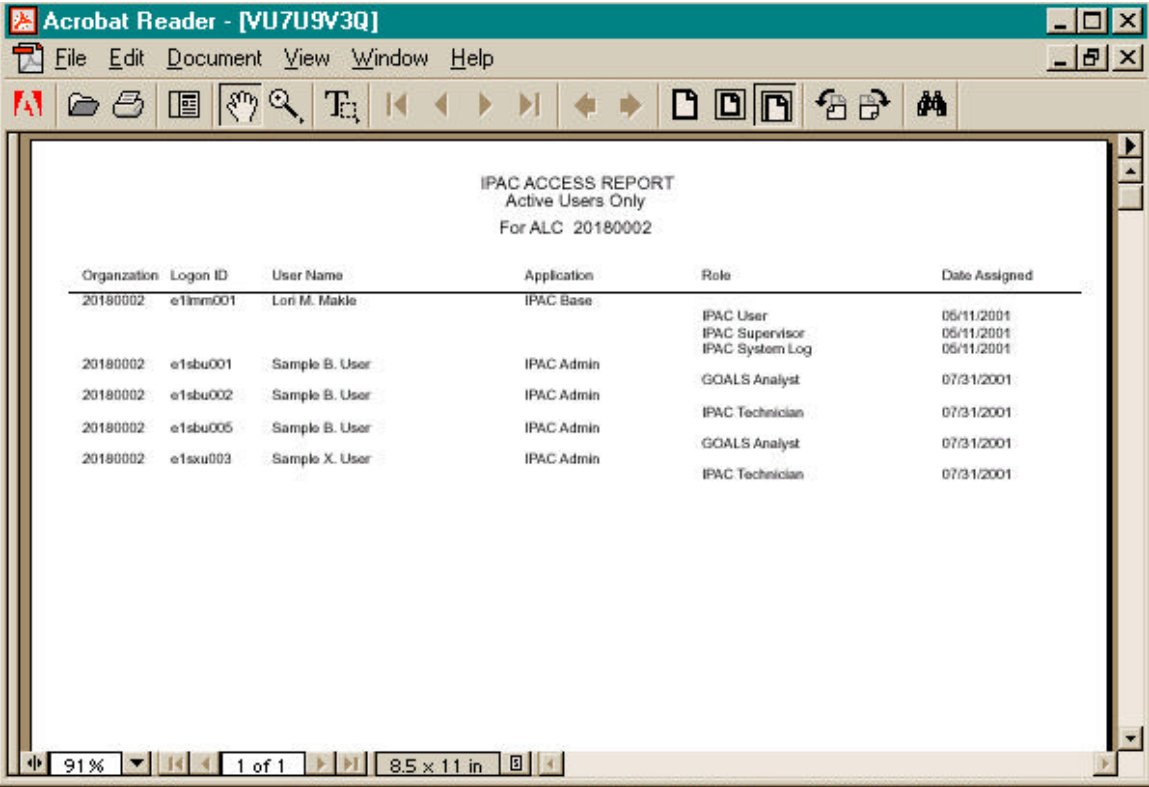 Acrobat Reader - [VU7U9V3Q]
File Edit Document View Window Help
IPAC ACCESS REPORT
Active Users Only
For ALC 20180002
Organzation Logon ID User Name Application Role Date Assigned
20180002 e1lmm001 Lori M. Makle IPAC Base
IPAC User 05/11/2001
IPAC Supervisor 05/11/2001
IPAC System Log 05/11/2001
20180002 e1sbu001 Sample B. User IPAC Admin
GOALS Analyst 07/31/2001
20180002 e1sbu002 Sample B. User IPAC Admin
IPAC Technician 07/31/2001
20180002 e1sbu005 Sample B. User IPAC Admin
GOALS Analyst 07/31/2001
20180002 e1sxu003 Sample X. User IPAC Admin
IPAC Technician 07/31/2001
91% 1 of 1 8.5 x 11 in